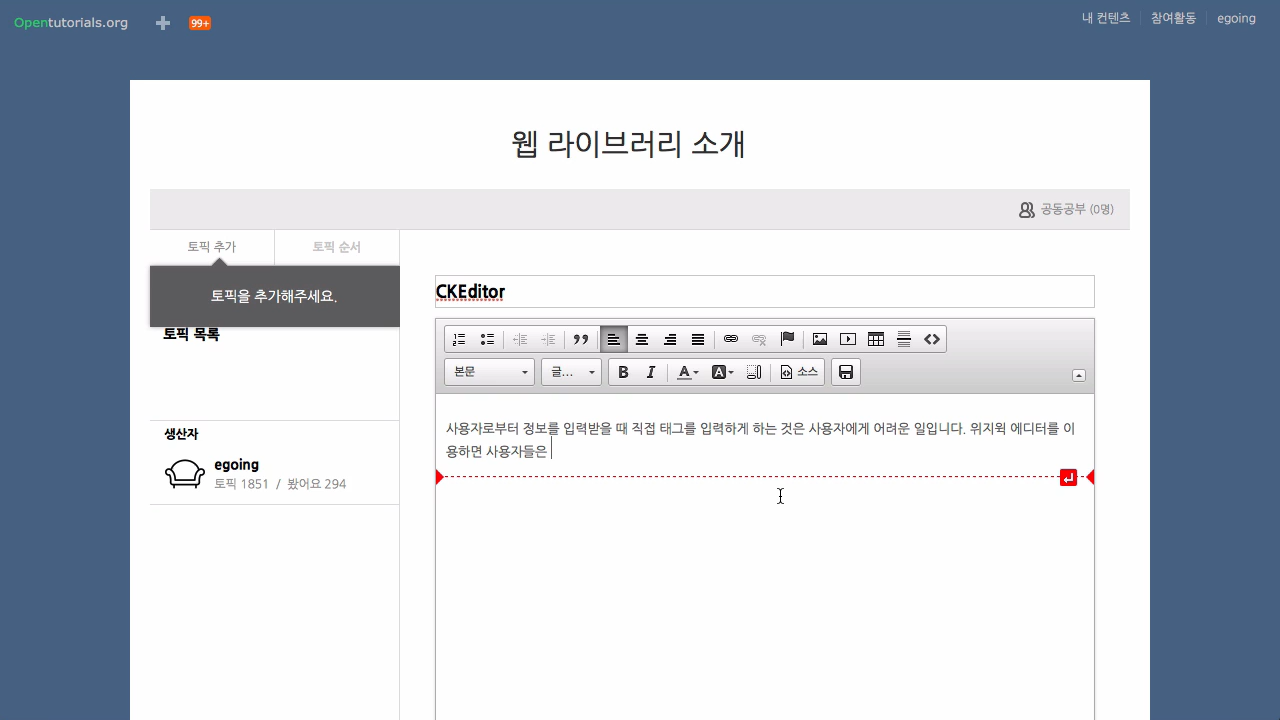 Opentutorials.org
99+
내 컨텐츠
참여활동
egoing
웹 라이브러리 소개
공동공부 (0명)
토픽 추가
토픽 순서
토픽을 추가해주세요.
토픽 목록
생산자
egoing
토픽 1851 / 봤어요 294
CKEditor
본문
글...
B
I
A
A
소스
사용자로부터 정보를 입력받을 때 직접 태그를 입력하게 하는 것은 사용자에게 어려운 일입니다. 위지윅 에디터를 이
용하면 사용자들은